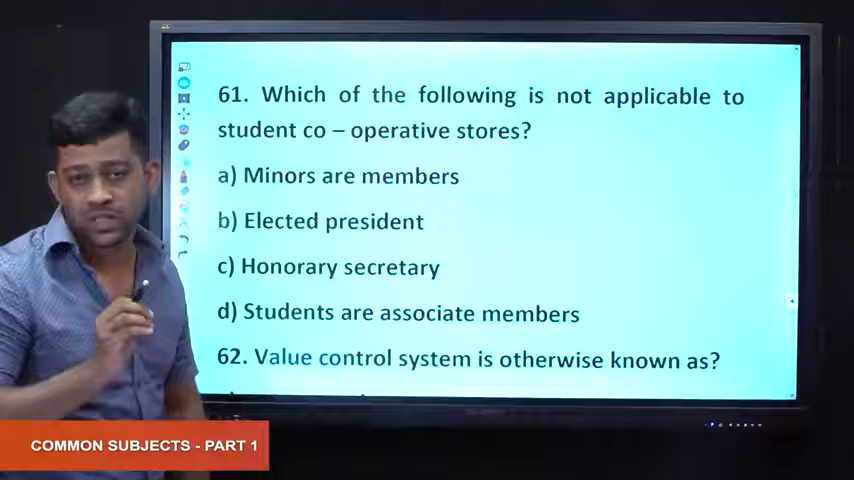 61. Which of the following is not applicable to
student co – operative stores?
a) Minors are members
b) Elected president
c) Honorary secretary
d) Students are associate members
62. Value control system is otherwise known as?
COMMON SUBJECTS - PART 1